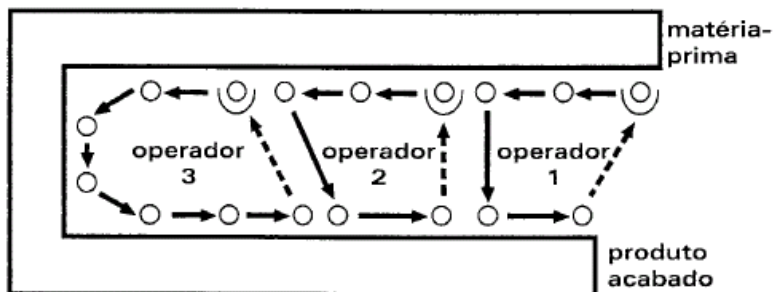 matéria-
prima
operador
3
operador
2
operador
1
produto
acabado